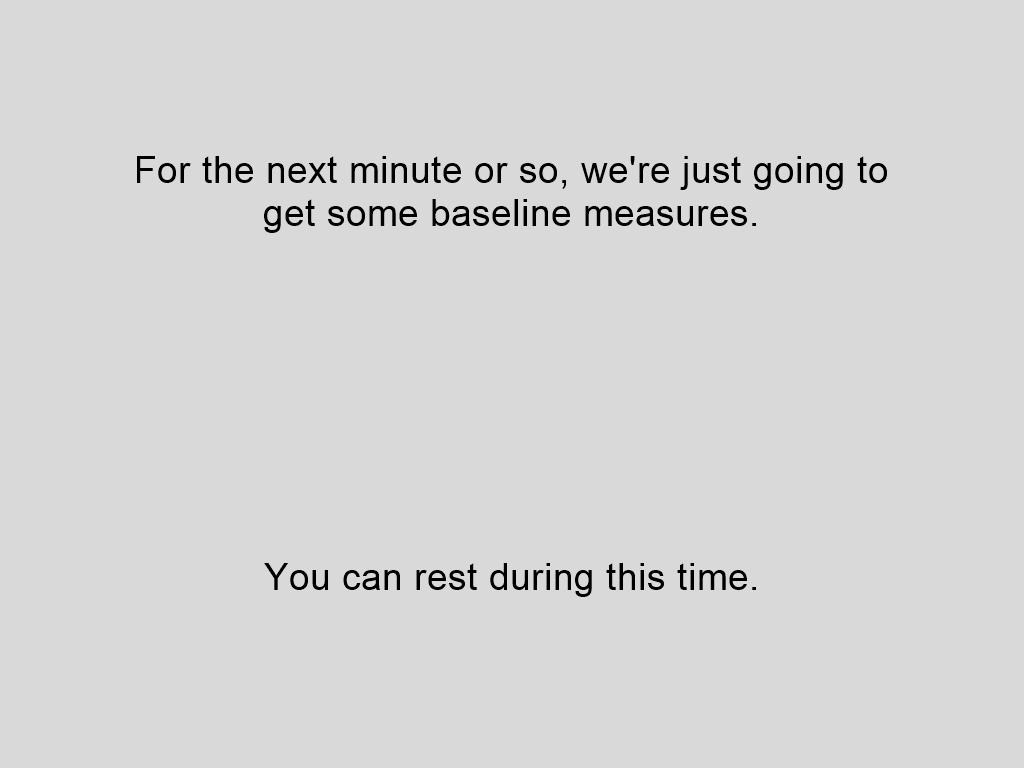 For the next minute or so, we're just going to
get some baseline measures.
You can rest during this time.